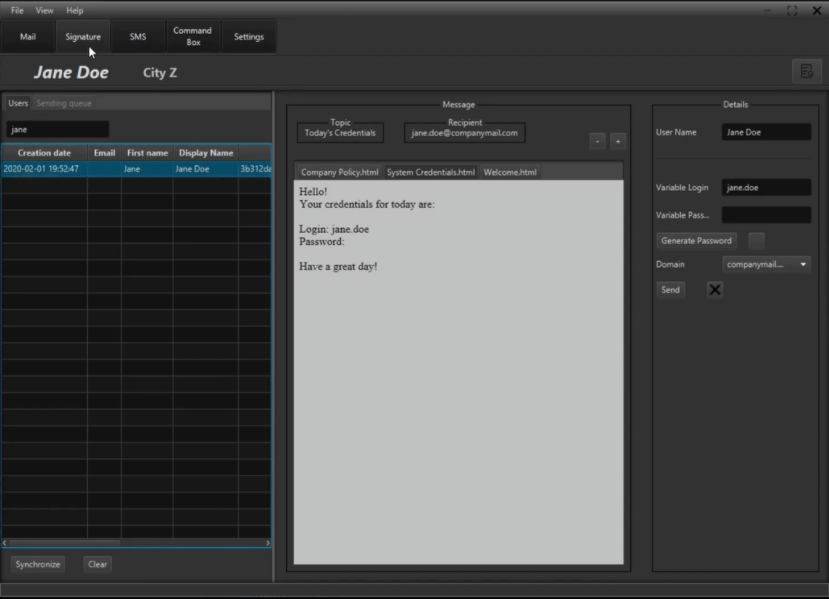 File View Help
Mail Signature SMS Command Box Settings
Jane Doe City Z
Users Sending queue
jane
Creation date Email First name Display Name
2020-02-01 19:52:47 Jane Jane Doe 3b312da
Synchronize Clear
Message
Topic
Today's Credentials
Recipient
jane.doe@companymail.com
- +
Company Policy.html System Credentials.html Welcome.html
Hello!
Your credentials for today are:
Login: jane.doe
Password:
Have a great day!
Details
User Name Jane Doe
Variable Login jane.doe
Variable Pass...
Generate Password
Domain companymail....
Send